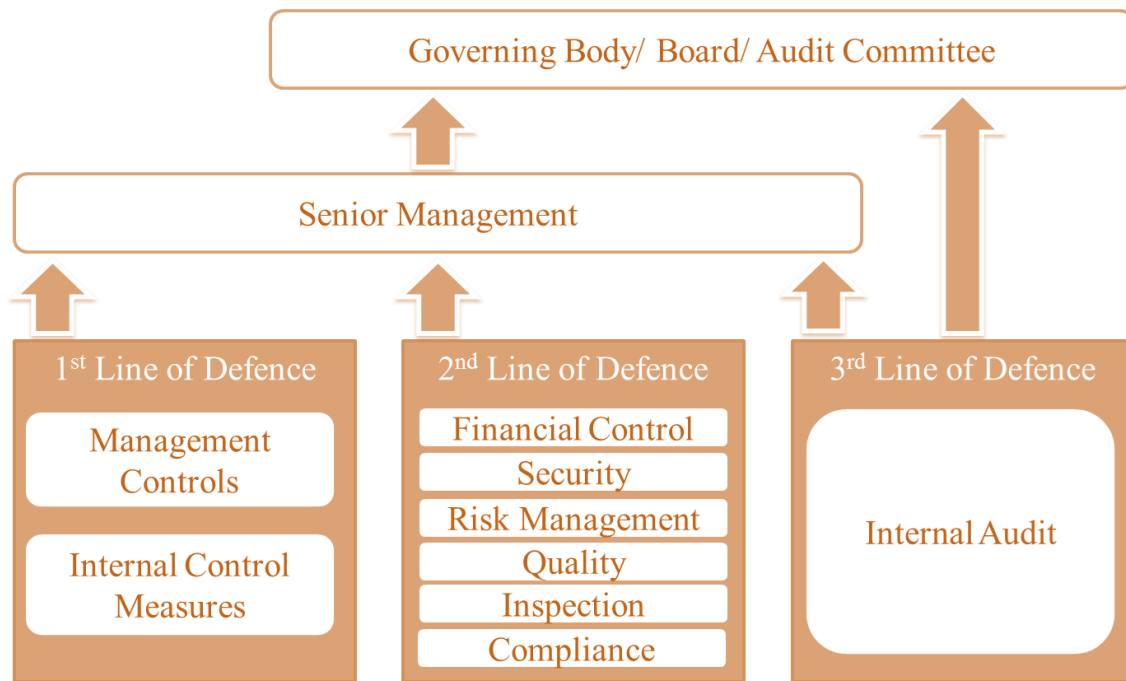 Governing Body/ Board/ Audit Committee
Senior Management
1st Line of Defence
Management
Controls
Internal Control
Measures
2nd Line of Defence
Financial Control
Security
Risk Management
Quality
Inspection
Compliance
3rd Line of Defence
Internal Audit